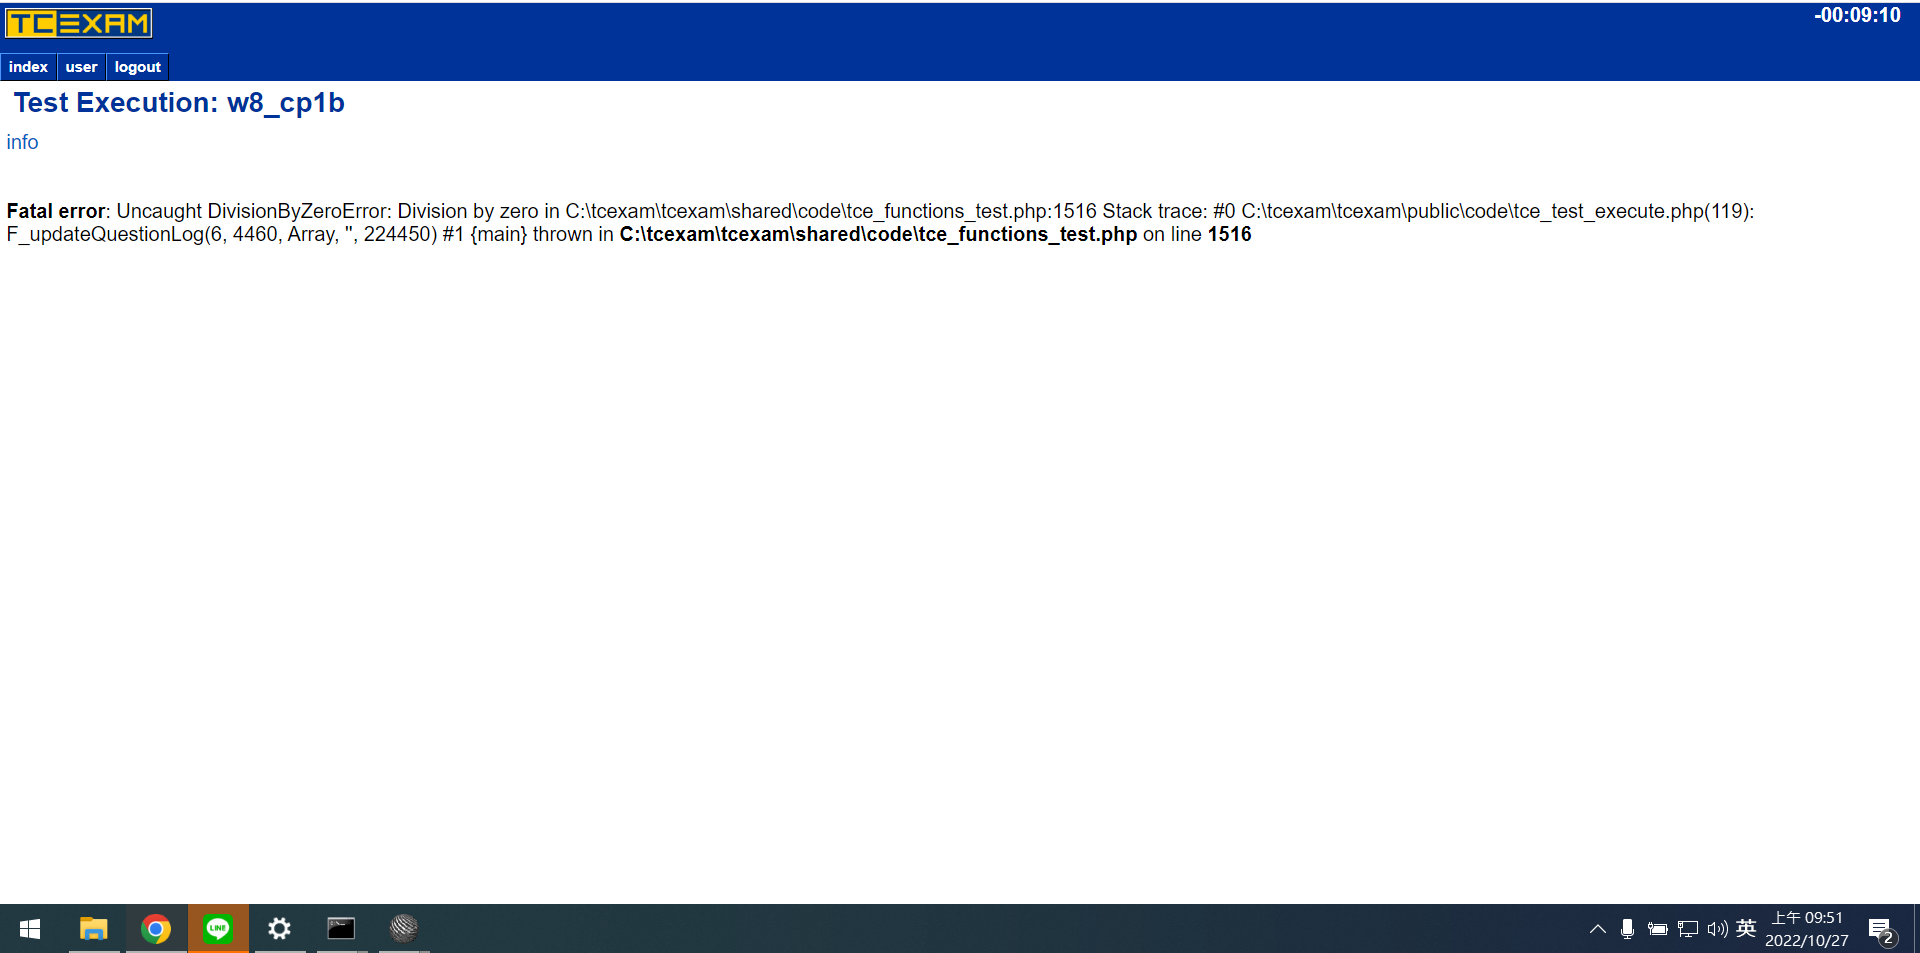 TCEXAM
-00:09:10
index user logout
Test Execution: w8_cp1b
info
Fatal error: Uncaught DivisionByZeroError: Division by zero in C:\tcexam\tcexam\shared\code\tce_functions_test.php:1516 Stack trace: #0 C:\tcexam\tcexam\public\code\tce_test_execute.php(119):
F_updateQuestionLog(6, 4460, Array, '', 224450) #1 {main} thrown in C:\tcexam\tcexam\shared\code\tce_functions_test.php on line 1516
LINE
英
上午 09:51
2022/10/27
2